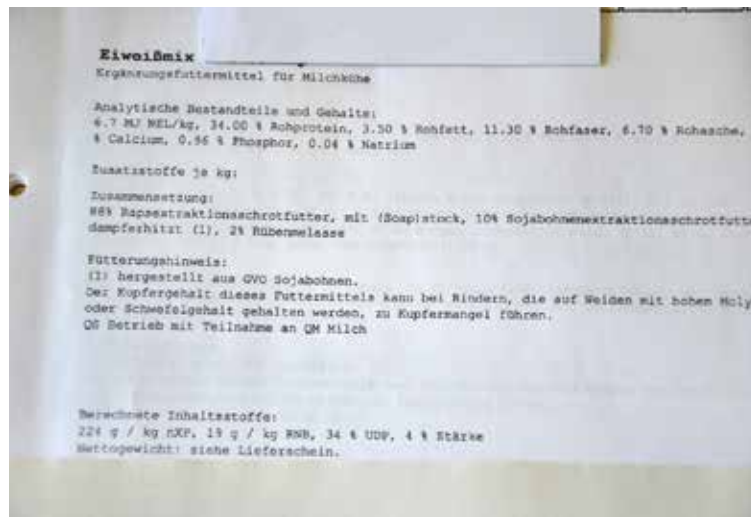 Eiweißmix
Ergänzungsfuttermittel für Milchkühe
Analytische Bestandteile und Gehalte:
6.7 MJ NEL/kg, 34.00 % Rohprotein, 3.50 % Rohfett, 11.30 % Rohfaser, 6.70 % Rohasche,
% Calcium, 0.96 % Phosphor, 0.04 % Natrium
Zusatzstoffe je kg:
Zusammensetzung:
88% Rapsextraktionsschrotfutter, mit (Soap)stock, 10% Sojabohnenextraktionsschrotfutte
dampferhitzt (1), 2% Rübenmelasse
Fütterungshinweis:
(1) hergestellt aus GVO Sojabohnen.
Der Kupfergehalt dieses Futtermittels kann bei Rindern, die auf Weiden mit hohem Moly
oder Schwefelgehalt gehalten werden, zu Kupfermangel führen.
QS Betrieb mit Teilnahme an QM Milch
Berechnete Inhaltsstoffe:
224 g / kg nXP, 19 g / kg RNB, 34 % UDP, 4 % Stärke
Nettogewicht: siehe Lieferschein.